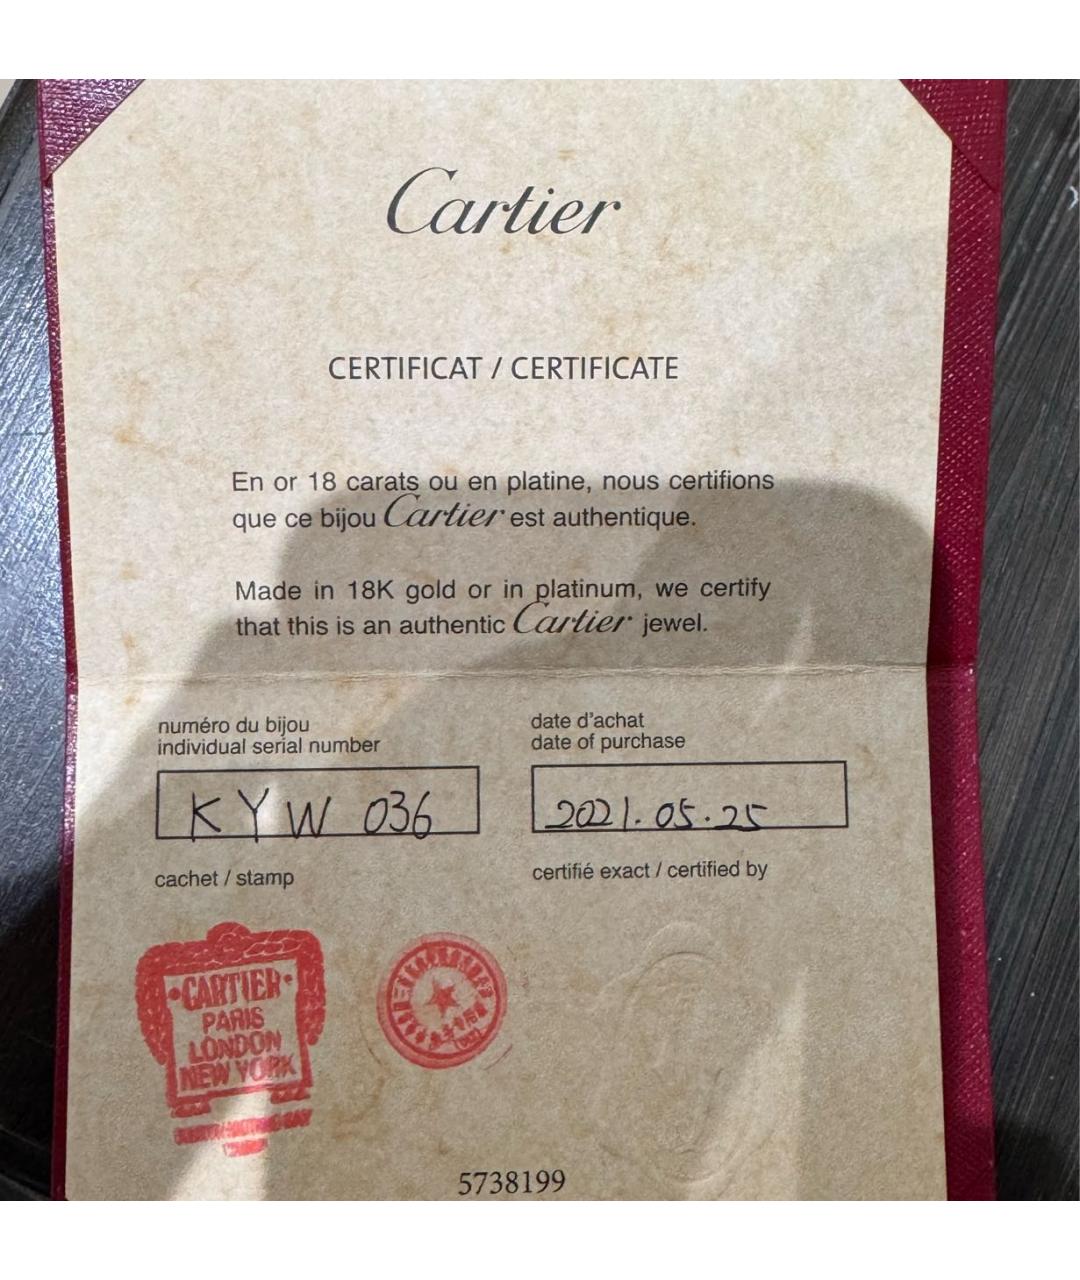 Cartier
CERTIFICAT / CERTIFICATE
En or 18 carats ou en platine, nous certifions
que ce bijou Cartier est authentique.
Made in 18K gold or in platinum, we certify
that this is an authentic Cartier jewel.
numéro du bijou
individual serial number
date d'achat
date of purchase
KYW 036
2021.05.25
cachet / stamp
certifié exact / certified by
·CARTIER·
PARIS
LONDON
NEW YORK
5738199